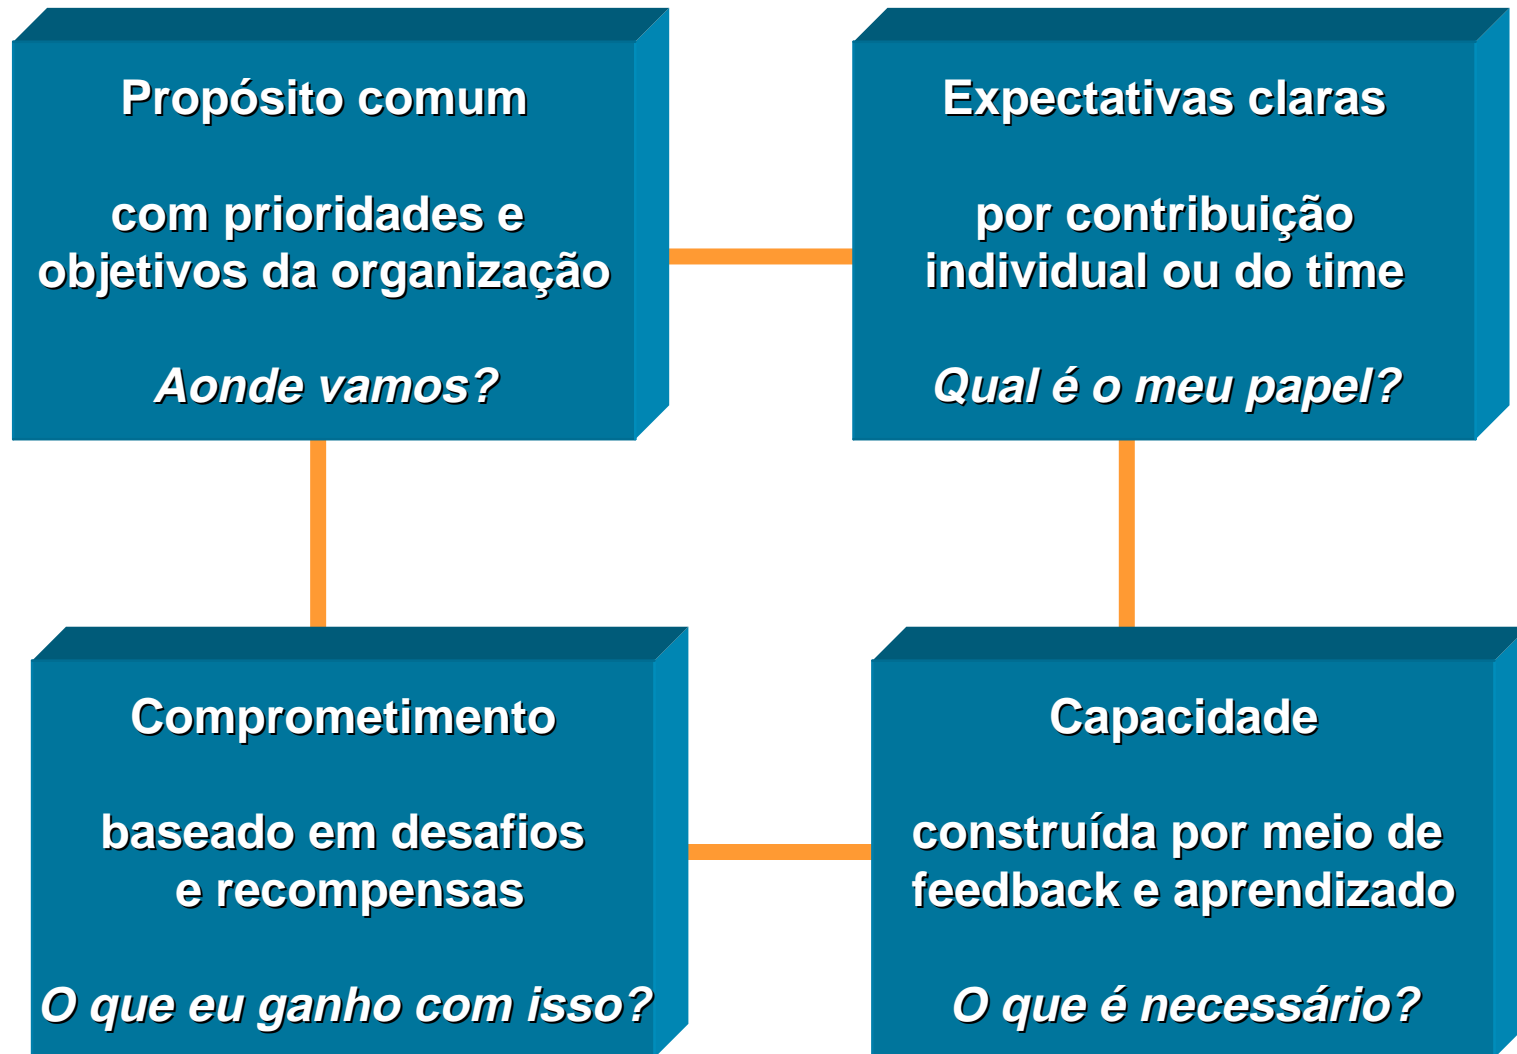 Propósito comum
com prioridades e
objetivos da organização
Aonde vamos?
Expectativas claras
por contribuição
individual ou do time
Qual é o meu papel?
Comprometimento
baseado em desafios
e recompensas
O que eu ganho com isso?
Capacidade
construída por meio de
feedback e aprendizado
O que é necessário?